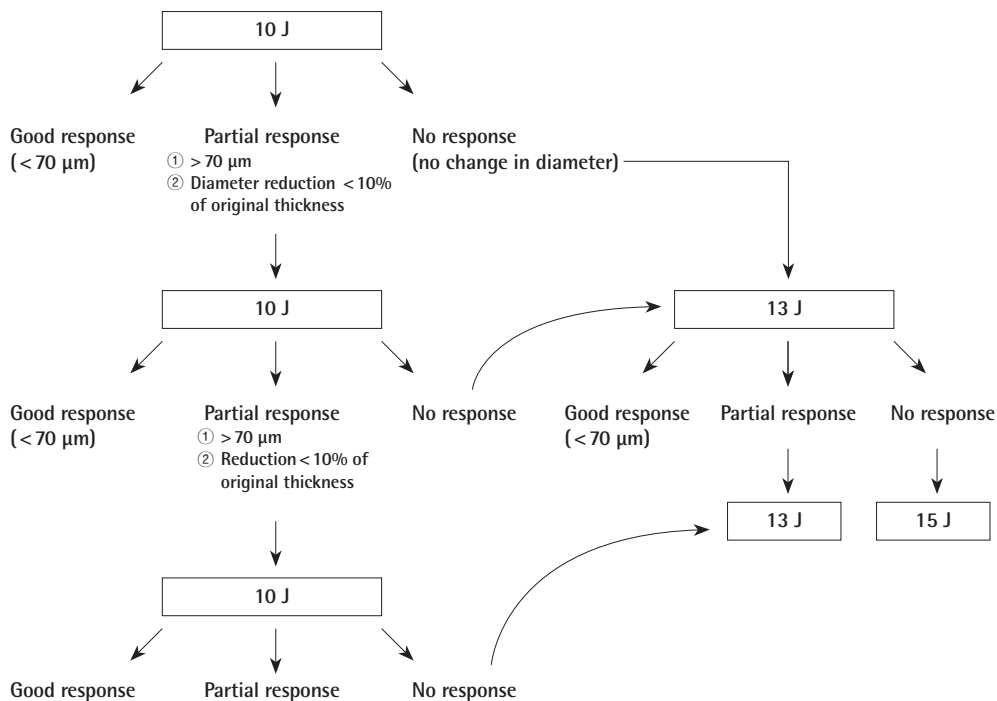 10 J
Good response
(<70 µm)
Partial response
① >70 µm
② Diameter reduction <10%
of original thickness
No response
(no change in diameter)
10 J
13 J
Good response
(<70 µm)
Partial response
① >70 µm
② Reduction<10% of
original thickness
No response
Good response
(<70 µm)
Partial response
No response
13 J
15 J
10 J
Good response
Partial response
No response